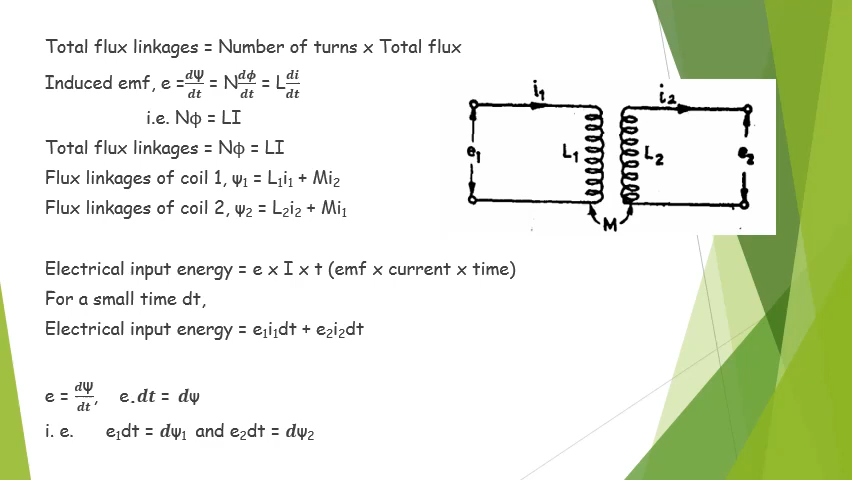 Total flux linkages = Number of turns x Total flux
Induced emf, e = dΨ/dt = N dϕ/dt = L di/dt
i.e. Nϕ = LI
Total flux linkages = Nϕ = LI
Flux linkages of coil 1, ψ₁ = L₁i₁ + Mi₂
Flux linkages of coil 2, ψ₂ = L₂i₂ + Mi₁
i₁ i₂
e₁ L₁ L₂ e₂
M
Electrical input energy = e x I x t (emf x current x time)
For a small time dt,
Electrical input energy = e₁i₁dt + e₂i₂dt
e = dΨ/dt, e.dt = dψ
i. e. e₁dt = dψ₁ and e₂dt = dψ₂